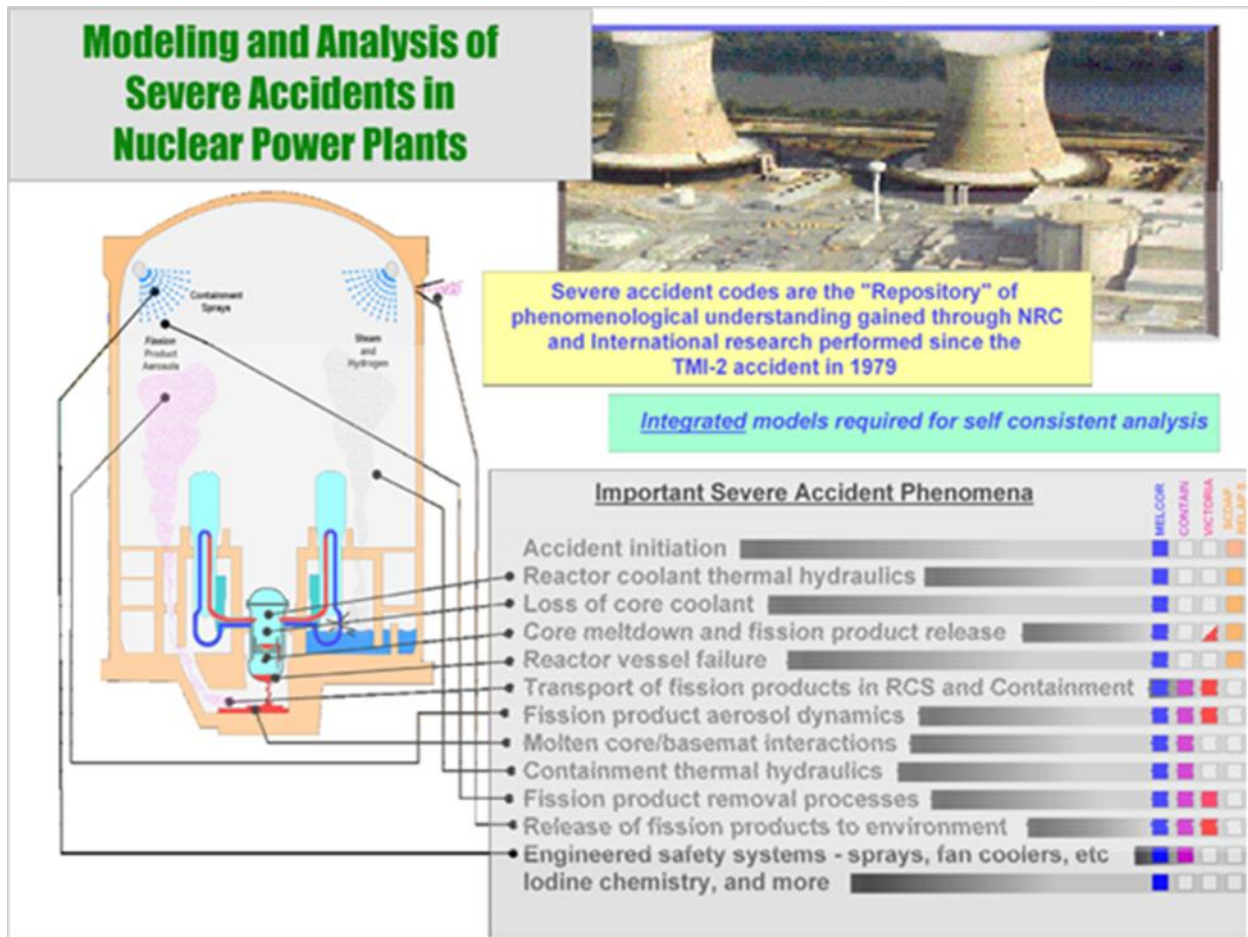 Modeling and Analysis of
Severe Accidents in
Nuclear Power Plants
Containment
Sprays
Fission
Product
Aerosols
Steam
and
Hydrogen
Severe accident codes are the "Repository" of
phenomenological understanding gained through NRC
and International research performed since the
TMI-2 accident in 1979
Integrated models required for self consistent analysis
Important Severe Accident Phenomena
MELCOR
CONTAIN
VICTORIA
SCDAP
RELAP 5
Accident initiation
Reactor coolant thermal hydraulics
Loss of core coolant
Core meltdown and fission product release
Reactor vessel failure
Transport of fission products in RCS and Containment
Fission product aerosol dynamics
Molten core/basemat interactions
Containment thermal hydraulics
Fission product removal processes
Release of fission products to environment
Engineered safety systems - sprays, fan coolers, etc
Iodine chemistry, and more